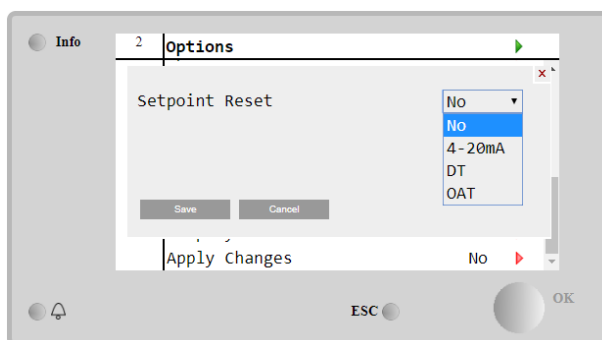 Info
2 Options
x
Setpoint Reset No
No
4-20mA
DT
OAT
Save Cancel
Apply Changes No
ESC
OK